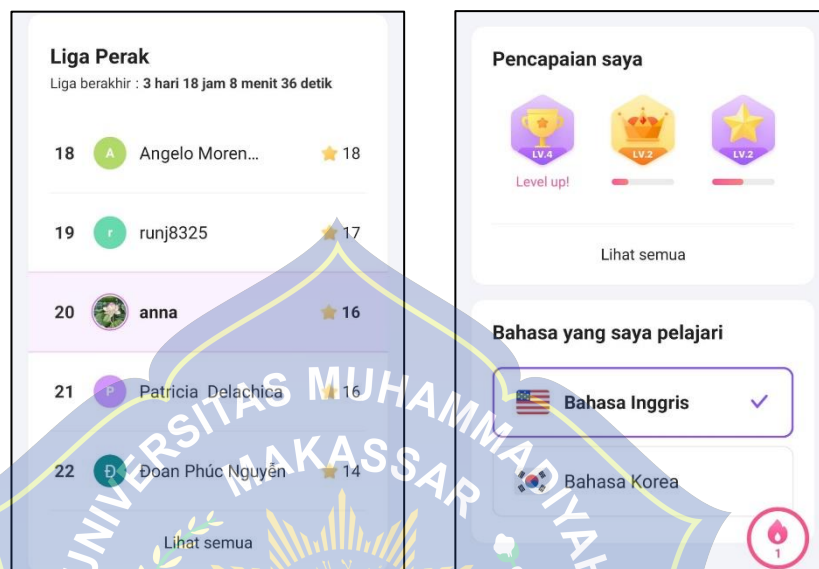 Liga Perak
Liga berakhir : 3 hari 18 jam 8 menit 36 detik
18 A Angelo Moren... 18
19 r runj8325 17
20 anna 16
21 P Patricia Delachica 16
22 Đ Đoan Phúc Nguyễn 14
Lihat semua
Pencapaian saya
LV.4 LV.2 LV.2
Level up!
Lihat semua
Bahasa yang saya pelajari
Bahasa Inggris
Bahasa Korea
1
UNIVERSITAS MUHAMMADIYAH
MAKASSAR